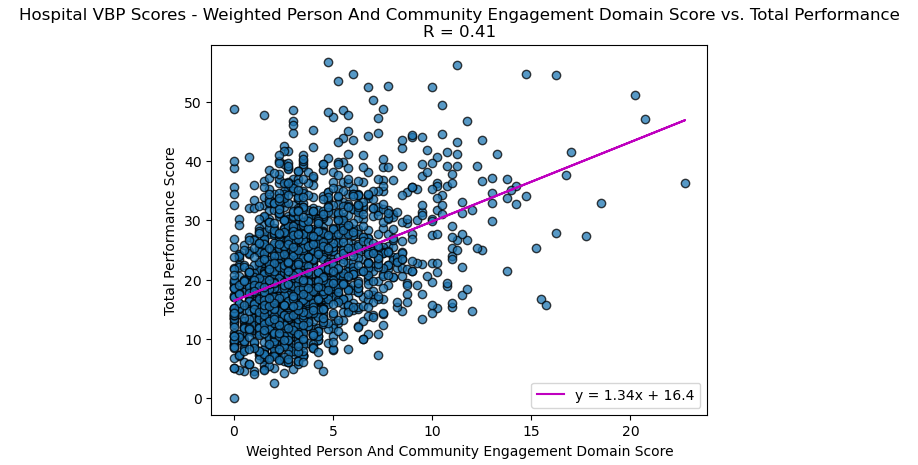 Hospital VBP Scores - Weighted Person And Community Engagement Domain Score vs. Total Performance
R = 0.41
Total Performance Score
50
40
30
20
10
0
y = 1.34x + 16.4
0 5 10 15 20
Weighted Person And Community Engagement Domain Score